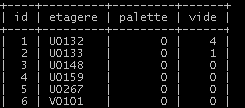 id | etagere | palette | vide |
1 | U0132 | 0 | 4
2 | U0133 | 0 | 1
3 | U0148 | 0 | 0
4 | U0159 | 0 | 0
5 | U0267 | 0 | 0
6 | V0101 | 0 | 0